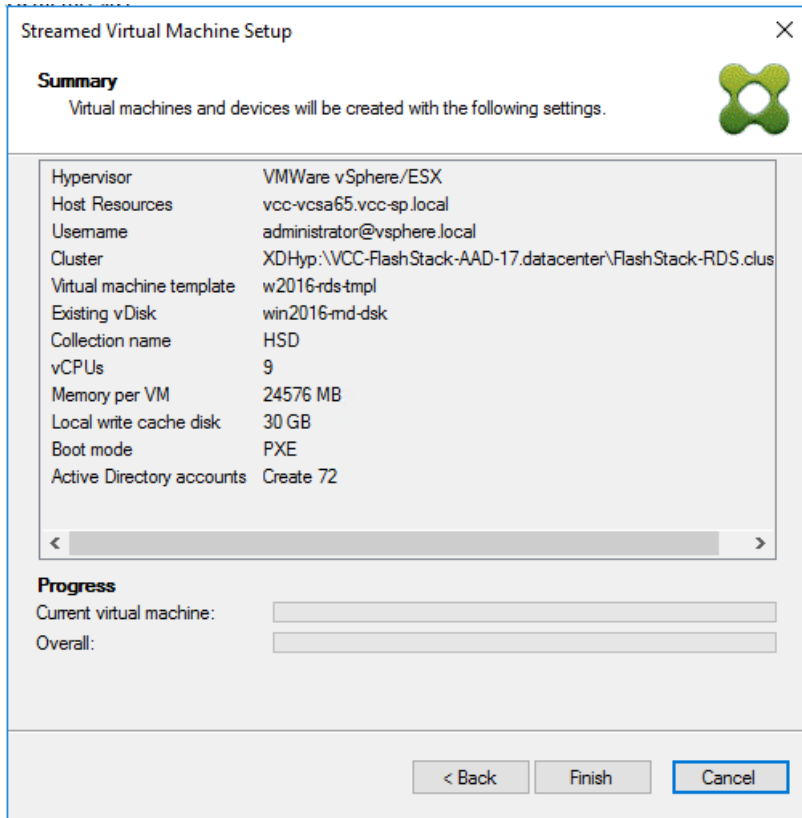 Streamed Virtual Machine Setup
Summary
Virtual machines and devices will be created with the following settings.
Hypervisor VMWare vSphere/ESX
Host Resources vcc-vcsa65.vcc-sp.local
Username administrator@vsphere.local
Cluster XDHyp:\VCC-FlashStack-AAD-17.datacenter\FlashStack-RDS.clus
Virtual machine template w2016-rds-tmpl
Existing vDisk win2016-rnd-dsk
Collection name HSD
vCPUs 9
Memory per VM 24576 MB
Local write cache disk 30 GB
Boot mode PXE
Active Directory accounts Create 72
Progress
Current virtual machine:
Overall:
< Back Finish Cancel